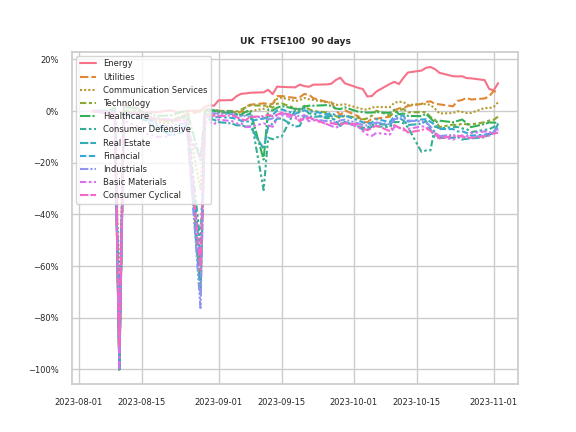 UK FTSE100 90 days
20%
0%
−20%
−40%
−60%
−80%
−100%
Energy
Utilities
Communication Services
Technology
Healthcare
Consumer Defensive
Real Estate
Financial
Industrials
Basic Materials
Consumer Cyclical
2023-08-01 2023-08-15 2023-09-01 2023-09-15 2023-10-01 2023-10-15 2023-11-01